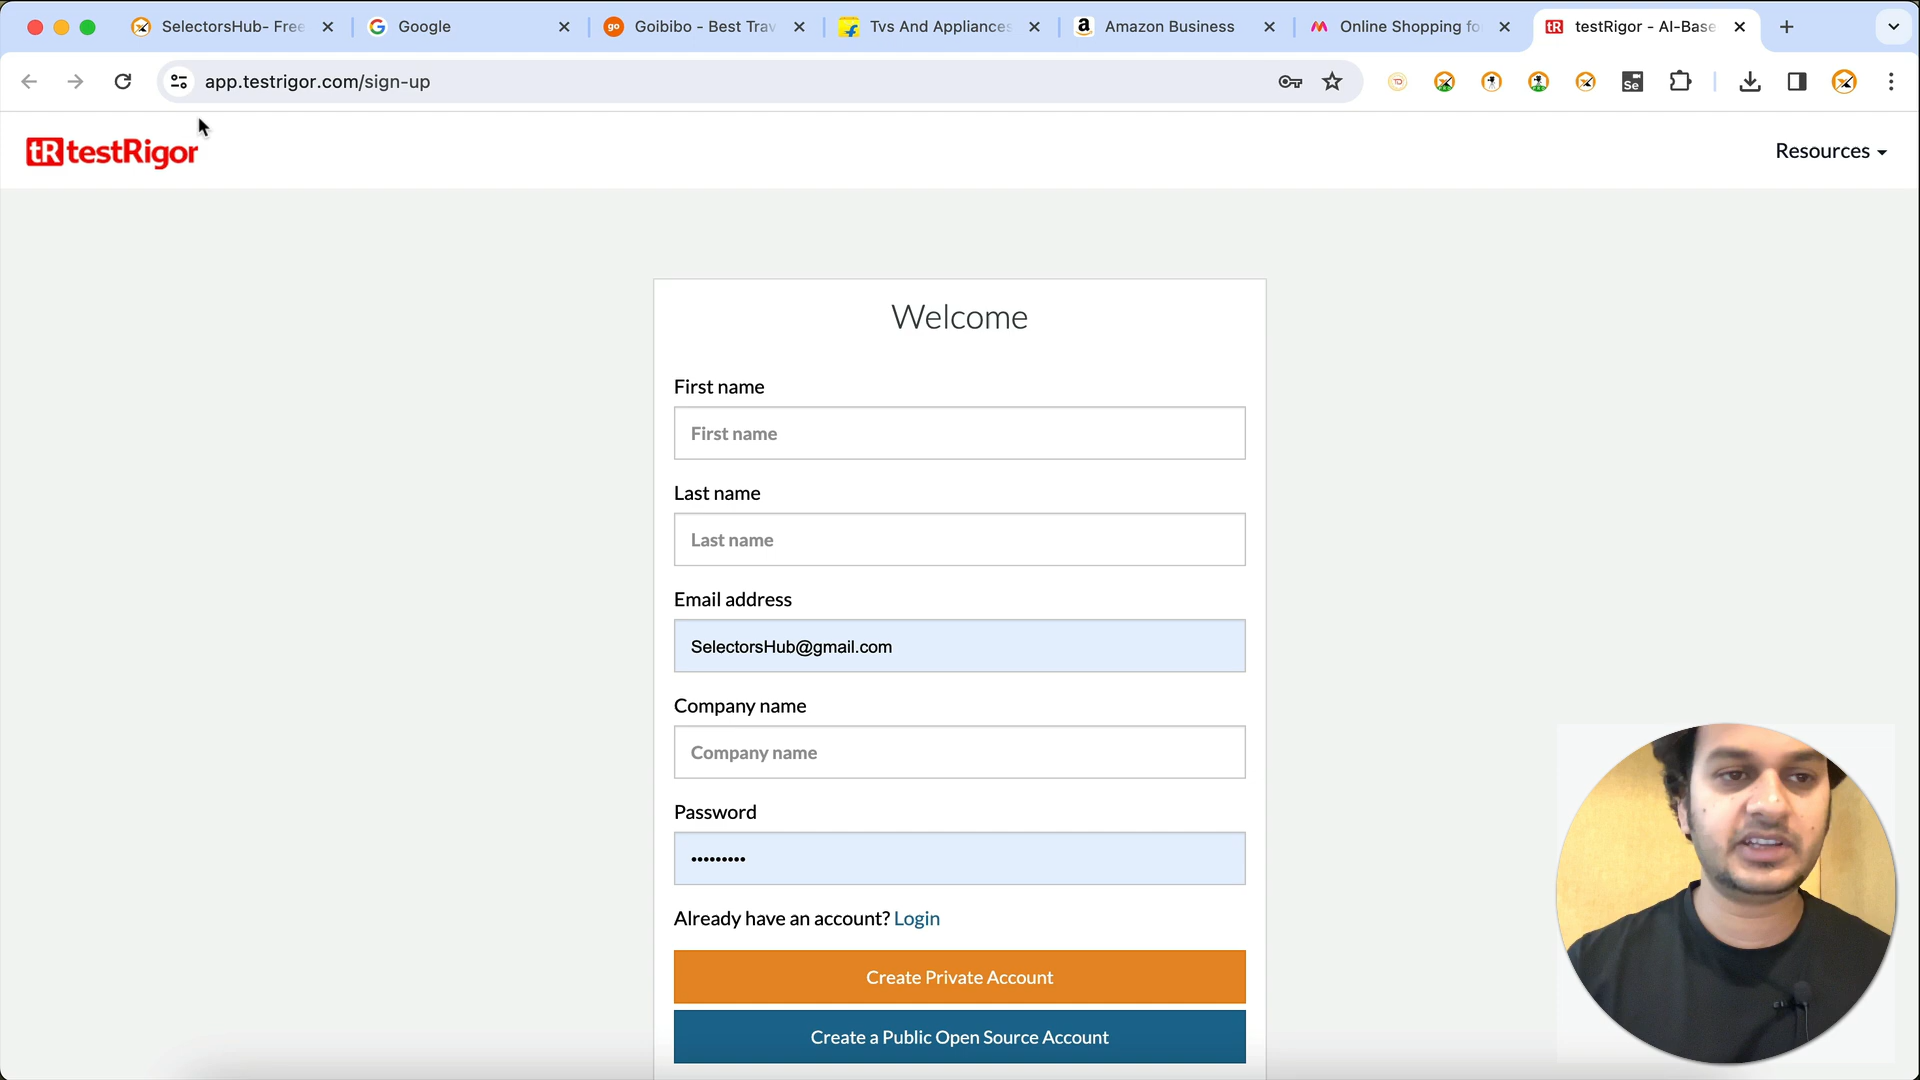 SelectorsHub- Free
Google
Goibibo - Best Trav
Tvs And Appliances
Amazon Business
Online Shopping fo
testRigor - AI-Base
app.testrigor.com/sign-up
Se
tR testRigor
Resources
Welcome
First name
First name
Last name
Last name
Email address
SelectorsHub@gmail.com
Company name
Company name
Password
•••••••••
Already have an account? Login
Create Private Account
Create a Public Open Source Account